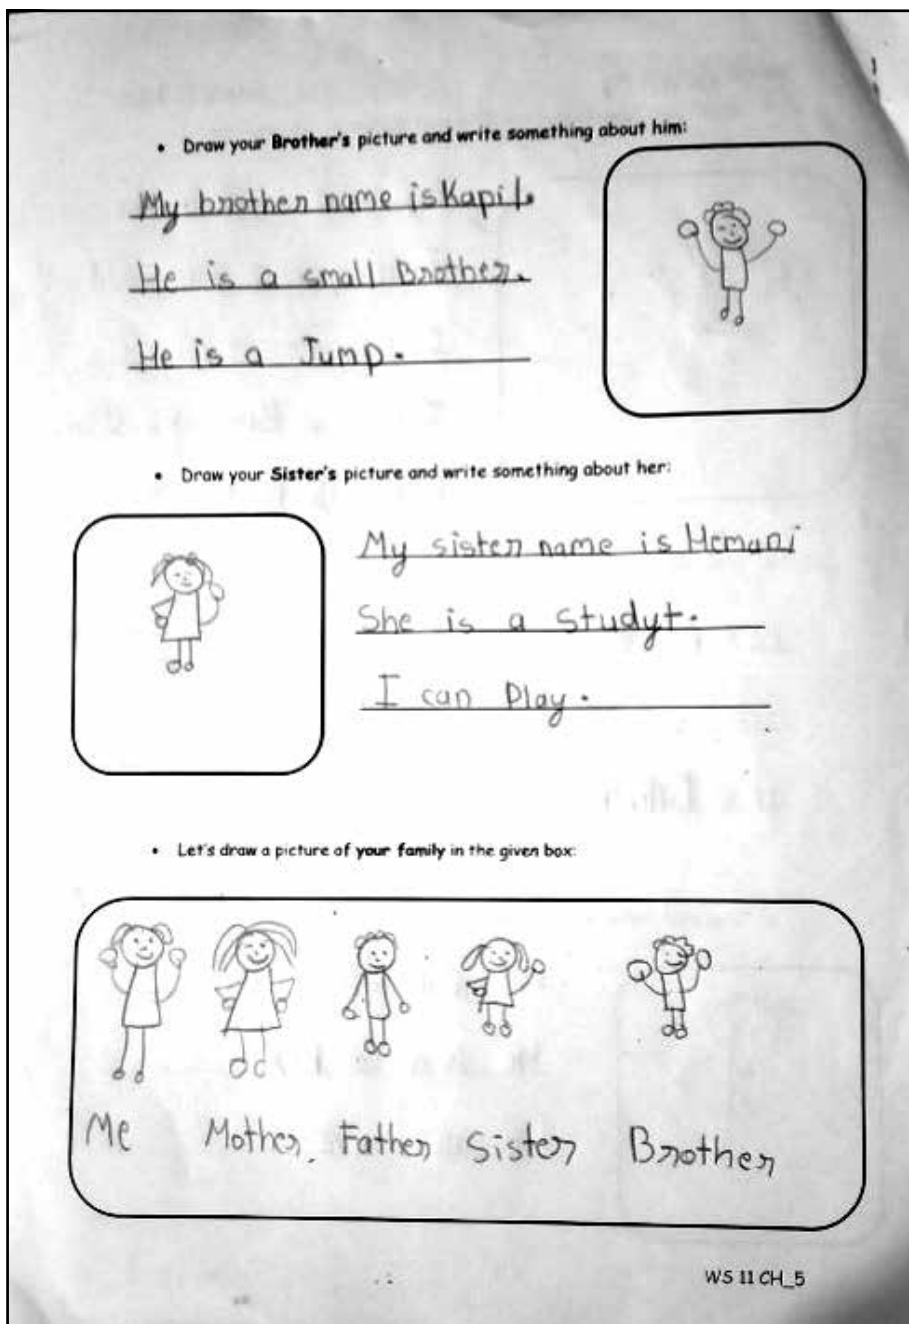 • Draw your Brother's picture and write something about him:
My brother name is Kapil.
He is a small Brother.
He is a Jump.
• Draw your Sister's picture and write something about her:
My sister name is Hemani
She is a studyt.
I can Play.
• Let's draw a picture of your family in the given box:
Me Mother, Father Sister Brother
WS 11 CH_5